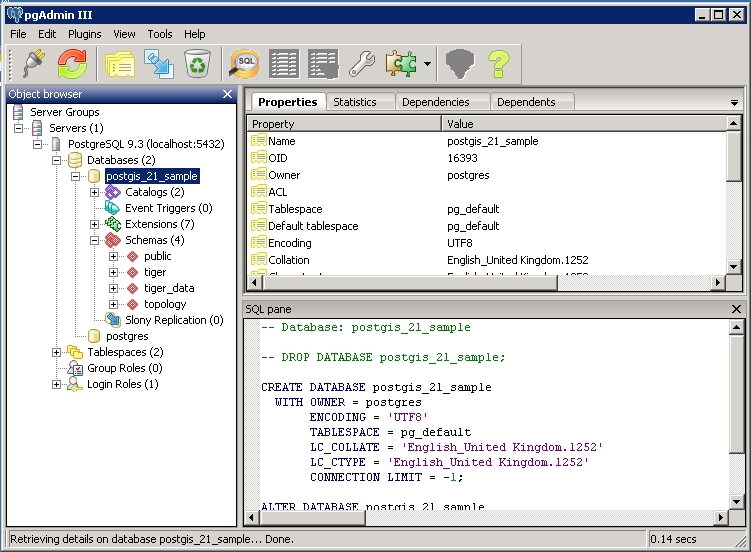 pgAdmin III
File Edit Plugins View Tools Help
SQL
Object browser
Server Groups
Servers (1)
PostgreSQL 9.3 (localhost:5432)
Databases (2)
postgis_21_sample
Catalogs (2)
Event Triggers (0)
Extensions (7)
Schemas (4)
public
tiger
tiger_data
topology
Slony Replication (0)
postgres
Tablespaces (2)
Group Roles (0)
Login Roles (1)
Properties Statistics Dependencies Dependents
Property Value
Name postgis_21_sample
OID 16393
Owner postgres
ACL
Tablespace pg_default
Default tablespace pg_default
Encoding UTF8
Collation English_United Kingdom.1252
SQL pane
-- Database: postgis_21_sample
-- DROP DATABASE postgis_21_sample;
CREATE DATABASE postgis_21_sample
WITH OWNER = postgres
ENCODING = 'UTF8'
TABLESPACE = pg_default
LC_COLLATE = 'English_United Kingdom.1252'
LC_CTYPE = 'English_United Kingdom.1252'
CONNECTION LIMIT = -1;
ALTER DATABASE postgis_21_sample
Retrieving details on database postgis_21_sample... Done.
0.14 secs